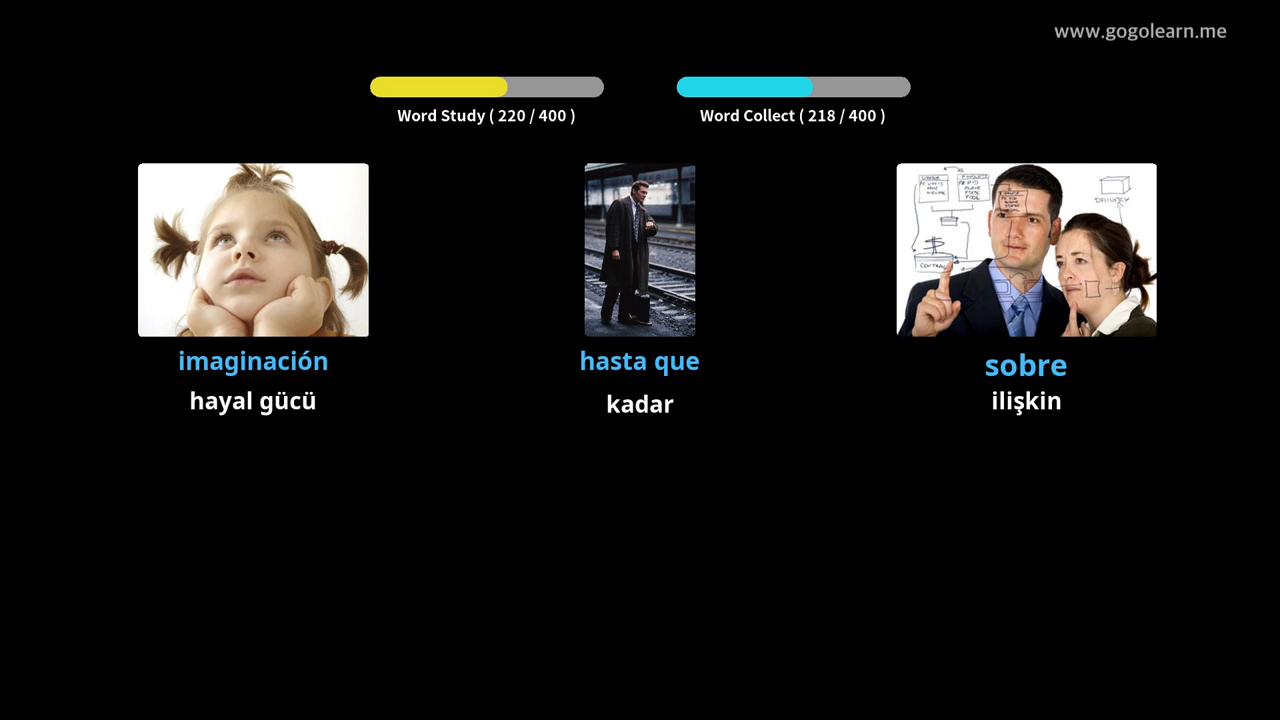 www.gogolearn.me
Word Study ( 220 / 400 )
Word Collect ( 218 / 400 )
DELIVERY
$
imaginación
hasta que
sobre
hayal gücü
kadar
ilişkin